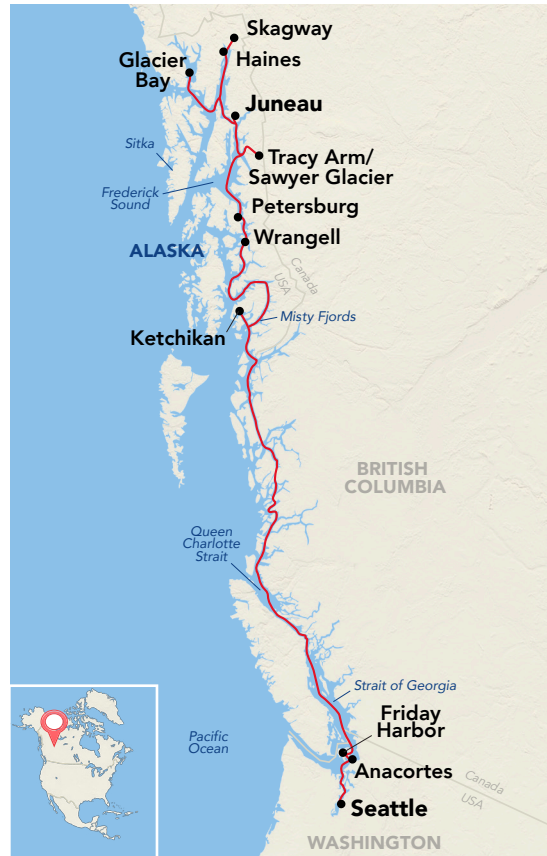 Skagway
Haines
Glacier
Bay
Juneau
Sitka
Tracy Arm/
Sawyer Glacier
Frederick
Sound
Petersburg
Wrangell
ALASKA
Canada
USA
Misty Fjords
Ketchikan
BRITISH
COLUMBIA
Queen
Charlotte
Strait
Strait of Georgia
Friday
Harbor
Pacific
Ocean
Anacortes
Canada
USA
Seattle
WASHINGTON